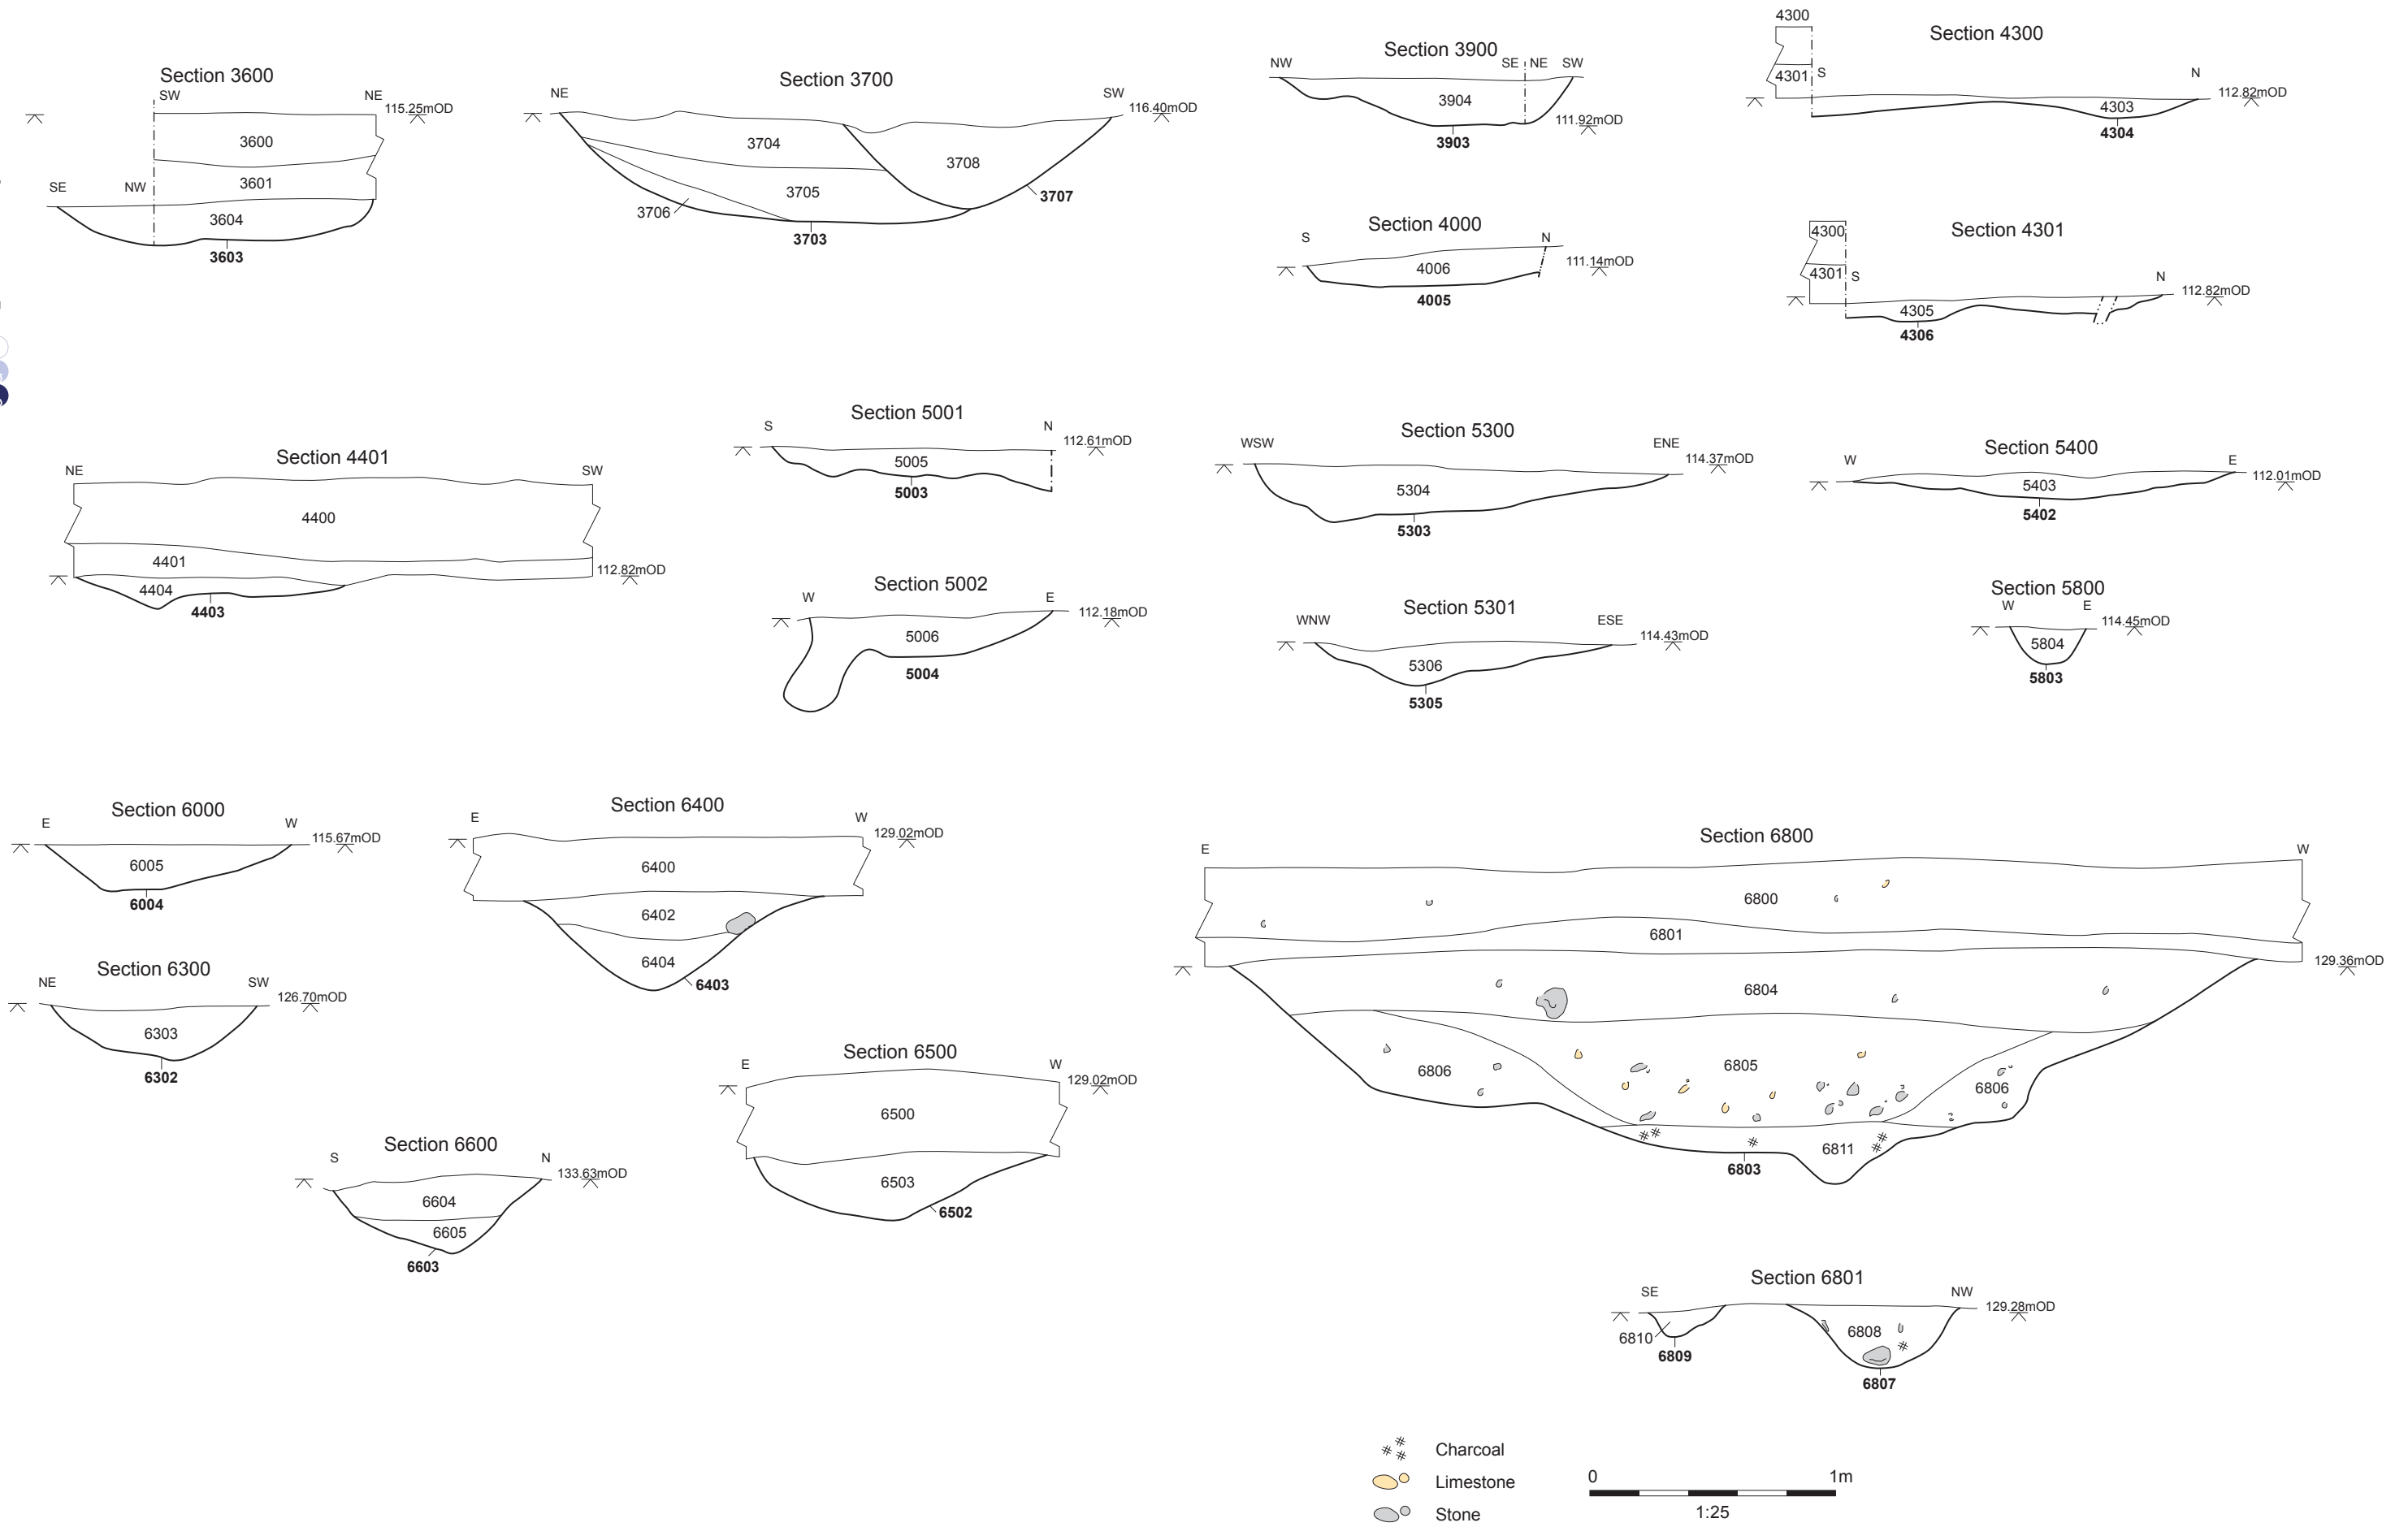 Section 3600
SW NE 115.25mOD
3600
3601
SE NW
3604
3603
Section 3700
NE SW 116.40mOD
3704
3708
3705
3706
3707
3703
Section 3900
NW SE NE SW
3904
111.92mOD
3903
Section 4300
4300
4301 S N
112.82mOD
4303
4304
Section 4000
S N
111.14mOD
4006
4005
Section 4301
4300
4301 S N
112.82mOD
4305
4306
Section 4401
NE SW
4400
4401
112.82mOD
4404
4403
Section 5001
S N
112.61mOD
5005
5003
Section 5002
W E
112.18mOD
5006
5004
Section 5300
WSW ENE
114.37mOD
5304
5303
Section 5400
W E
112.01mOD
5403
5402
Section 5301
WNW ESE
114.43mOD
5306
5305
Section 5800
W E
114.45mOD
5804
5803
Section 6000
E W
115.67mOD
6005
6004
Section 6400
E W
129.02mOD
6400
6402
6404
6403
Section 6300
NE SW
126.70mOD
6303
6302
Section 6500
E W
129.02mOD
6500
6503
6502
Section 6600
S N
133.63mOD
6604
6605
6603
Section 6800
E W
6800
6801
129.36mOD
6804
6805
6806
6806
6811
6803
Section 6801
SE NW
129.28mOD
6810
6808
6809
6807
Charcoal
Limestone
Stone
0 1m
1:25